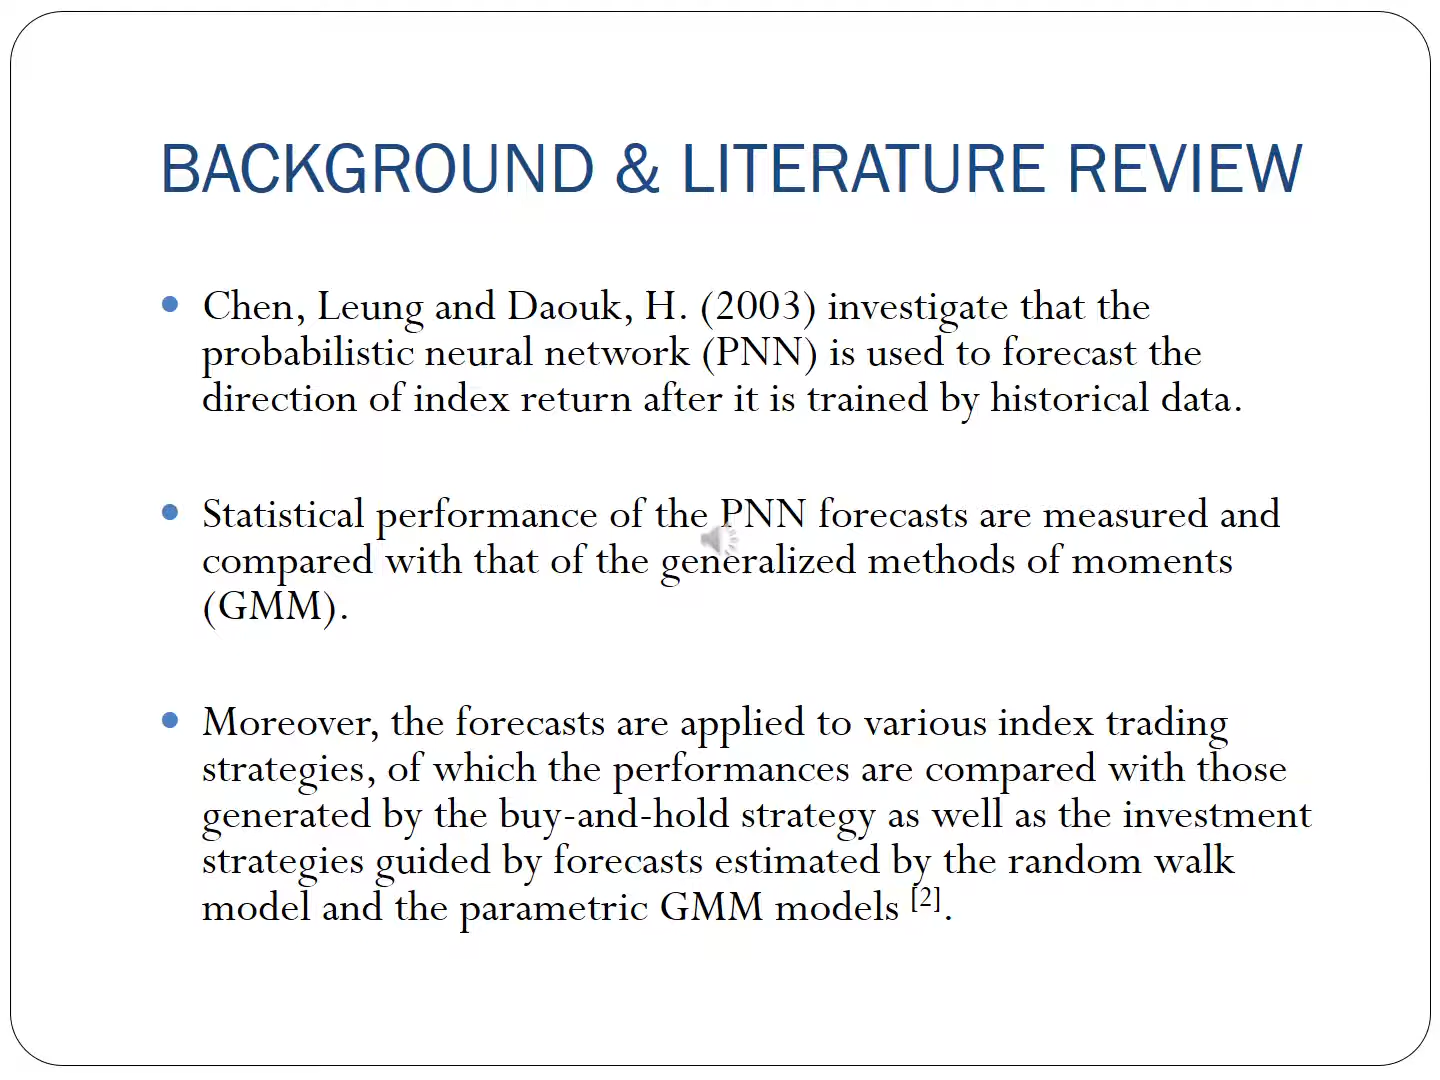 BACKGROUND & LITERATURE REVIEW
• Chen, Leung and Daouk, H. (2003) investigate that the
probabilistic neural network (PNN) is used to forecast the
direction of index return after it is trained by historical data.
• Statistical performance of the PNN forecasts are measured and
compared with that of the generalized methods of moments
(GMM).
• Moreover, the forecasts are applied to various index trading
strategies, of which the performances are compared with those
generated by the buy-and-hold strategy as well as the investment
strategies guided by forecasts estimated by the random walk
model and the parametric GMM models [2].